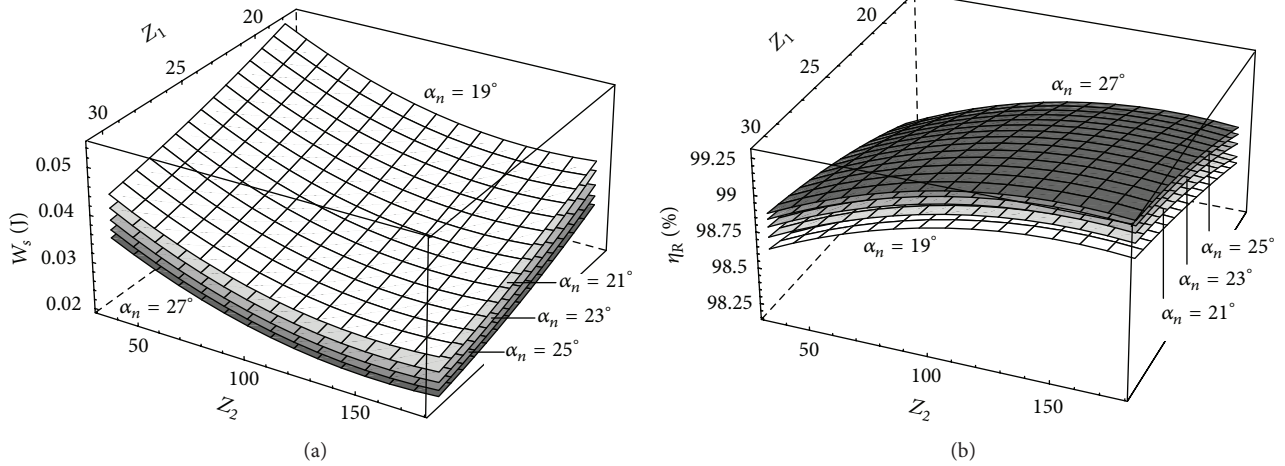 20
Z1
25
30
αn = 19°
0.05
0.04
Ws (J)
0.03
0.02
αn = 27°
50
100
Z2
150
αn = 21°
αn = 23°
αn = 25°
(a)
20
Z1
25
30
αn = 27°
99.25
99
ηR (%)
98.75
98.5
98.25
αn = 19°
50
100
Z2
150
αn = 25°
αn = 23°
αn = 21°
(b)